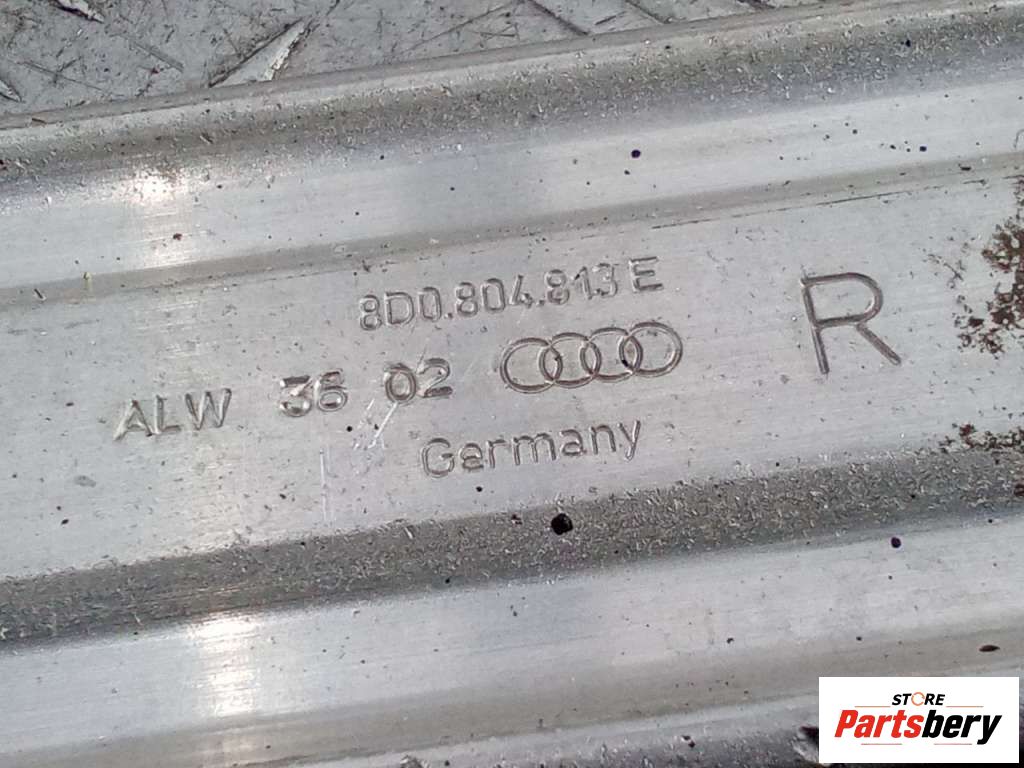 8D0.804.813 E
ALW 36 02
Germany
R
STORE
Partsbery